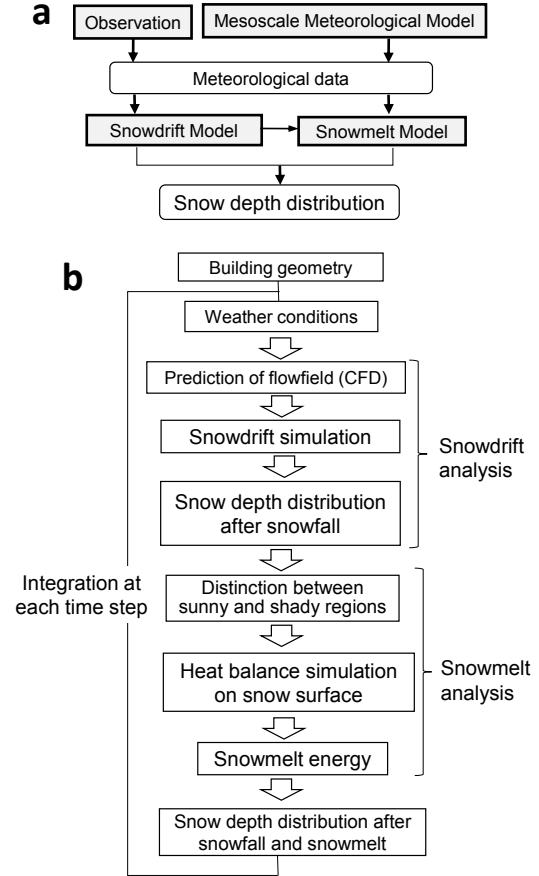 a
Observation
Mesoscale Meteorological Model
Meteorological data
Snowdrift Model
Snowmelt Model
Snow depth distribution
b
Building geometry
Weather conditions
Prediction of flowfield (CFD)
Snowdrift simulation
Snow depth distribution
after snowfall
Snowdrift
analysis
Integration at
each time step
Distinction between
sunny and shady regions
Heat balance simulation
on snow surface
Snowmelt energy
Snowmelt
analysis
Snow depth distribution after
snowfall and snowmelt